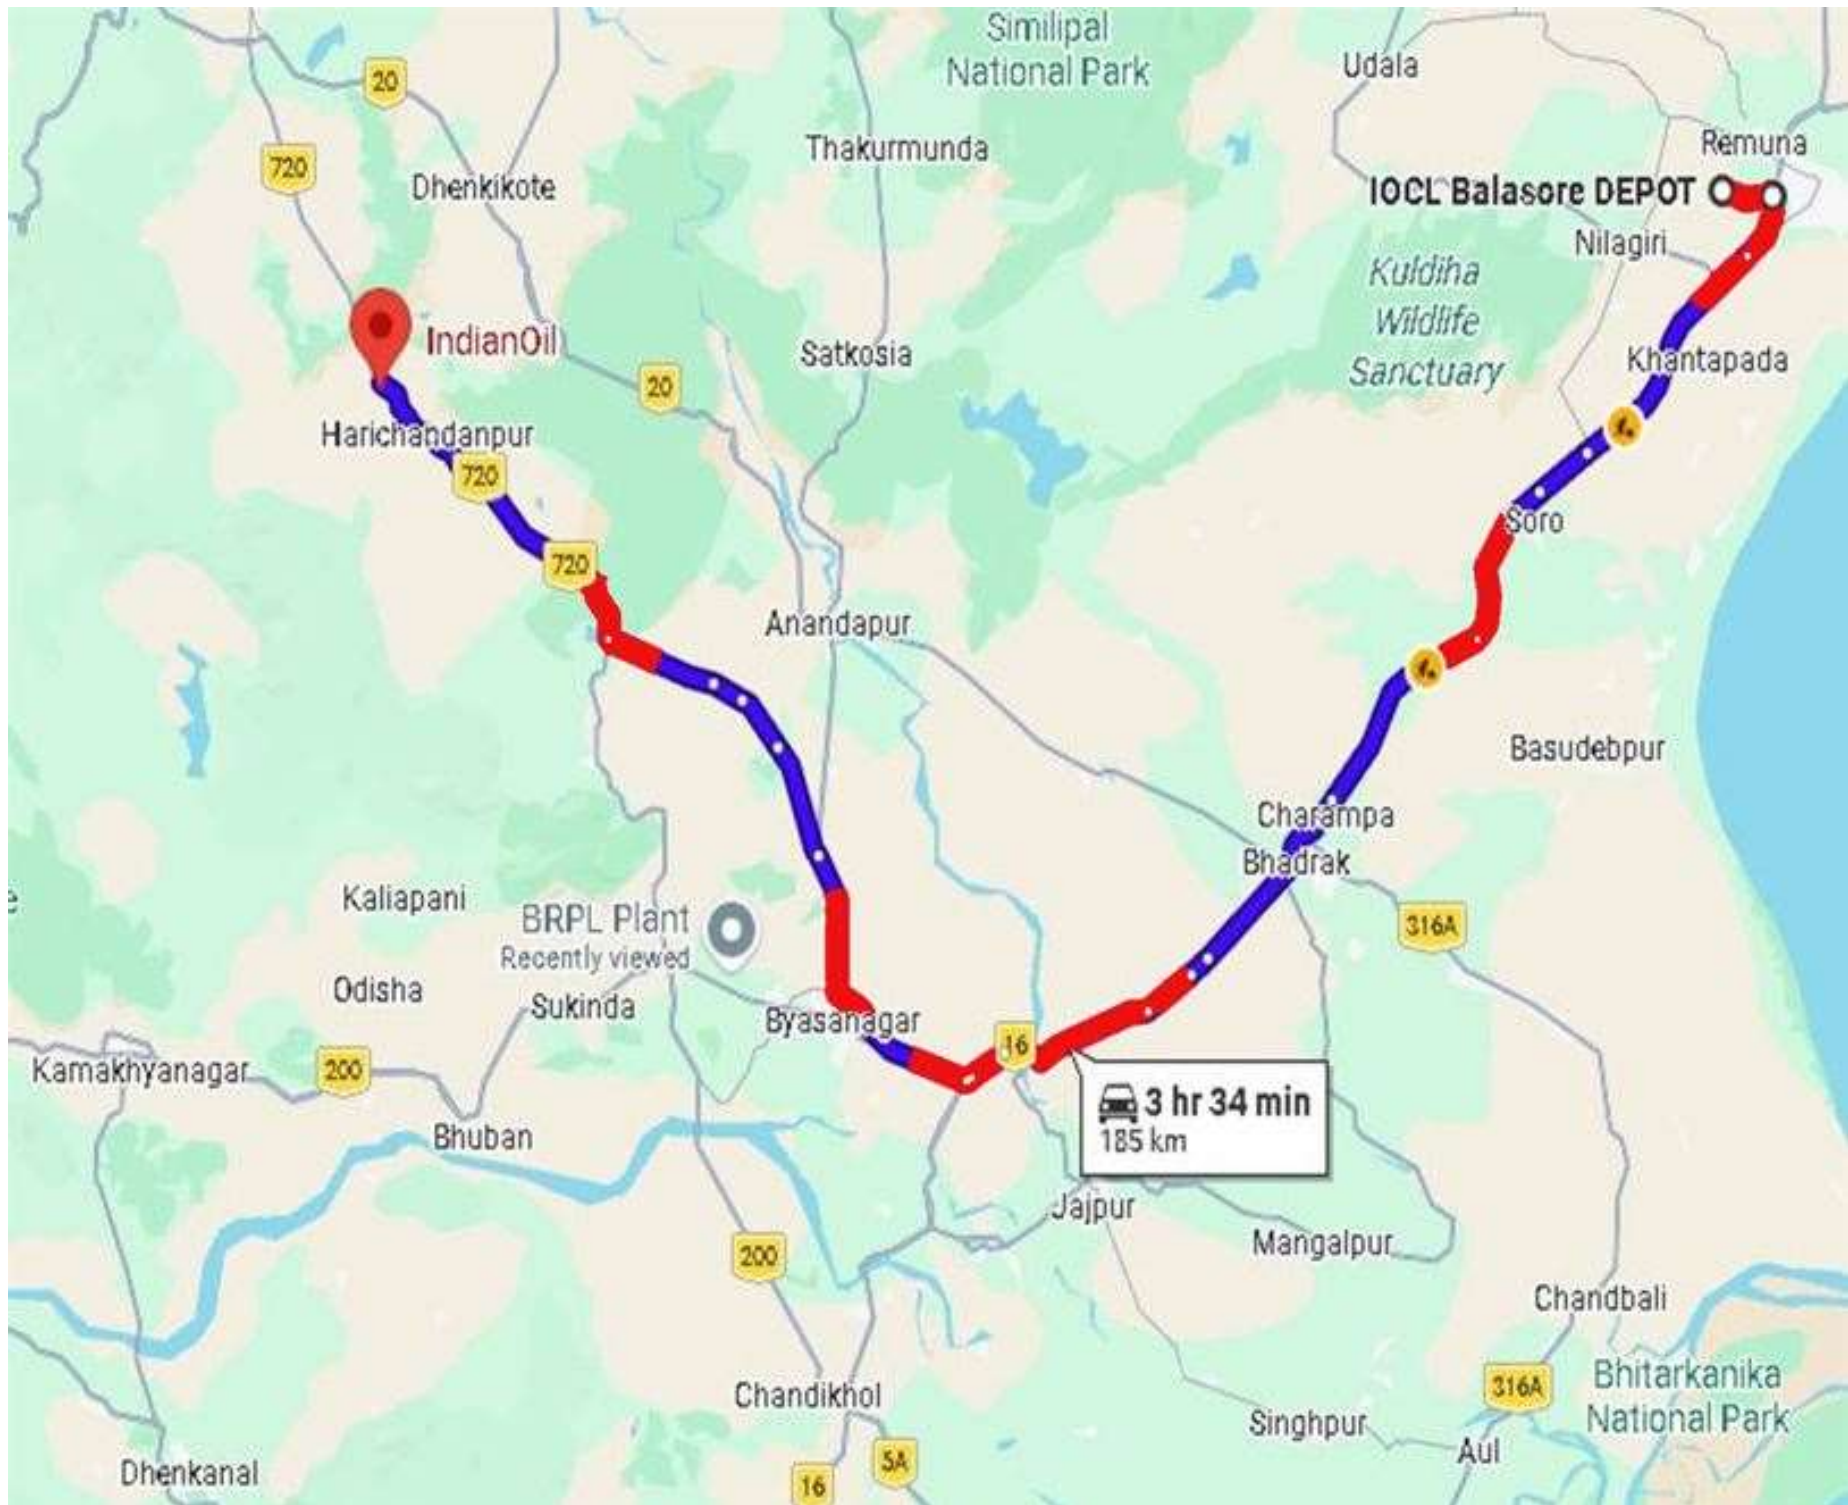 Similipal
National Park
Udala
20
Remuna
Thakurmunda
720
Dhenkikote
IOCL Balasore DEPOT
Nilagiri
Kuldiha
Wildlife
Sanctuary
IndianOil
Satkosia
Khantapada
20
Harichandanpur
720
Soro
720
Anandapur
Basudebpur
Charampa
Bhadrak
Kaliapani
BRPL Plant
Recently viewed
316A
Odisha
Sukinda
Byasanagar
16
Kamakhyanagar
200
3 hr 34 min
185 km
Bhuban
Jajpur
Mangalpur
200
Chandbali
Chandikhol
316A
Bhitarkanika
National Park
Singhpur
Aul
5A
Dhenkanal
16